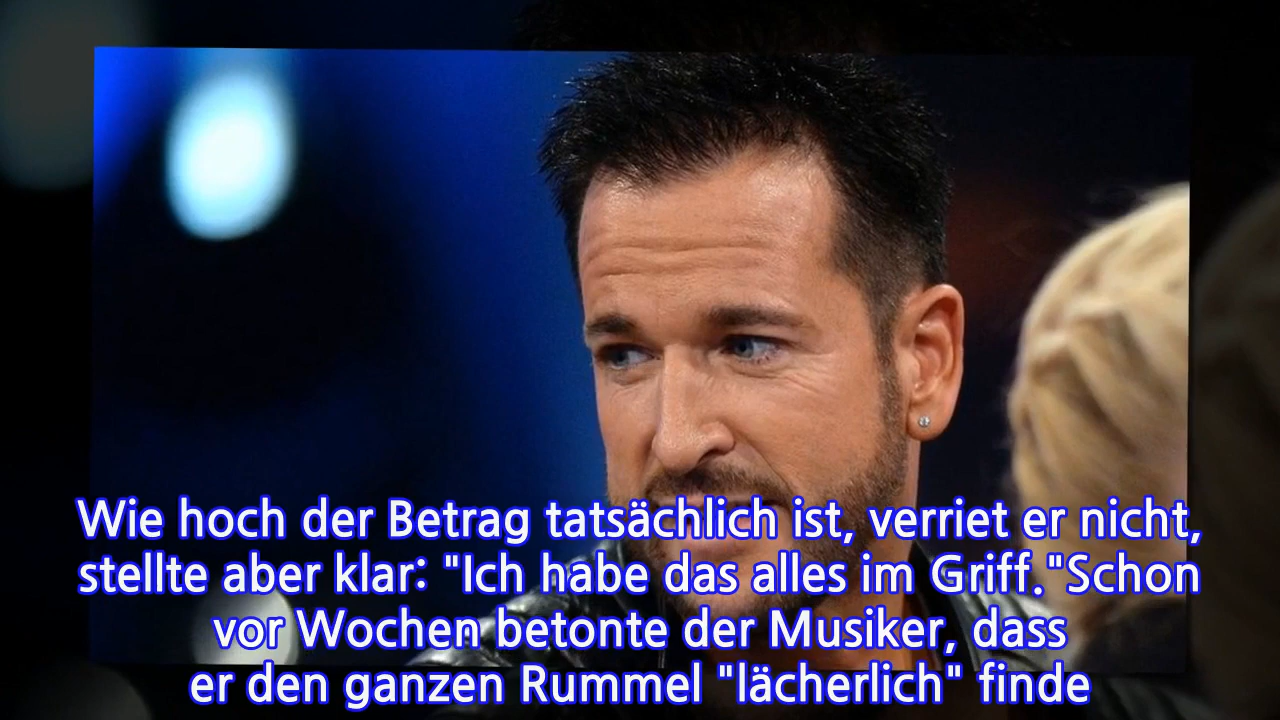 Wie hoch der Betrag tatsächlich ist, verriet er nicht,
stellte aber klar: "Ich habe das alles im Griff."Schon
vor Wochen betonte der Musiker, dass
er den ganzen Rummel "lächerlich" finde